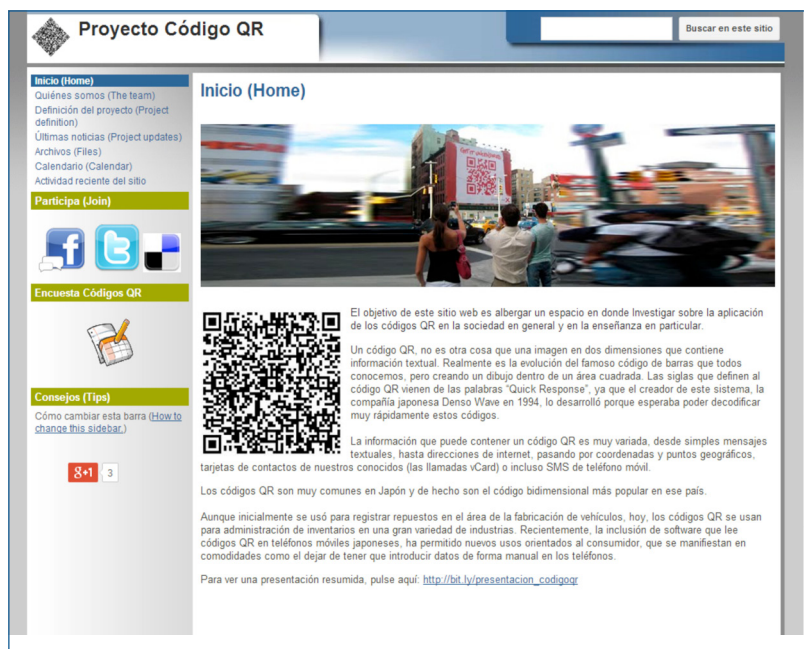 Proyecto Código QR
Buscar en este sitio
Inicio (Home)
Quiénes somos (The team)
Definición del proyecto (Project
definition)
Últimas noticias (Project updates)
Archivos (Files)
Calendario (Calendar)
Actividad reciente del sitio
Participa (Join)
Encuesta Códigos QR
Consejos (Tips)
Cómo cambiar esta barra (How to
change this sidebar.)
g+1 3
Inicio (Home)
El objetivo de este sitio web es albergar un espacio en donde Investigar sobre la aplicación
de los códigos QR en la sociedad en general y en la enseñanza en particular.
Un código QR, no es otra cosa que una imagen en dos dimensiones que contiene
información textual. Realmente es la evolución del famoso código de barras que todos
conocemos, pero creando un dibujo dentro de un área cuadrada. Las siglas que definen al
código QR vienen de las palabras “Quick Response”, ya que el creador de este sistema, la
compañía japonesa Denso Wave en 1994, lo desarrolló porque esperaba poder decodificar
muy rápidamente estos códigos.
La información que puede contener un código QR es muy variada, desde simples mensajes
textuales, hasta direcciones de internet, pasando por coordenadas y puntos geográficos,
tarjetas de contactos de nuestros conocidos (las llamadas vCard) o incluso SMS de teléfono móvil.
Los códigos QR son muy comunes en Japón y de hecho son el código bidimensional más popular en ese país.
Aunque inicialmente se usó para registrar repuestos en el área de la fabricación de vehículos, hoy, los códigos QR se usan
para administración de inventarios en una gran variedad de industrias. Recientemente, la inclusión de software que lee
códigos QR en teléfonos móviles japoneses, ha permitido nuevos usos orientados al consumidor, que se manifiestan en
comodidades como el dejar de tener que introducir datos de forma manual en los teléfonos.
Para ver una presentación resumida, pulse aquí: http://bit.ly/presentacion_codigoqr